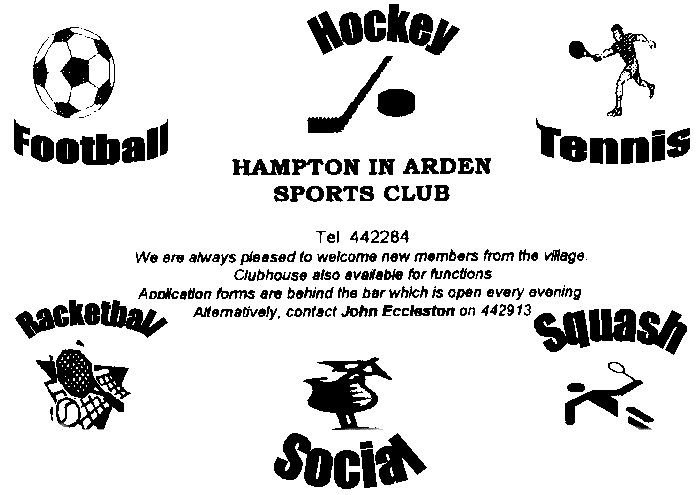 Hockey
Football
Tennis
HAMPTON IN ARDEN
SPORTS CLUB
Tel 442284
We are always pleased to welcome new members from the village.
Clubhouse also available for functions
Application forms are behind the bar which is open every evening
Alternatively, contact John Eccleston on 442913
Racketball
Squash
Social